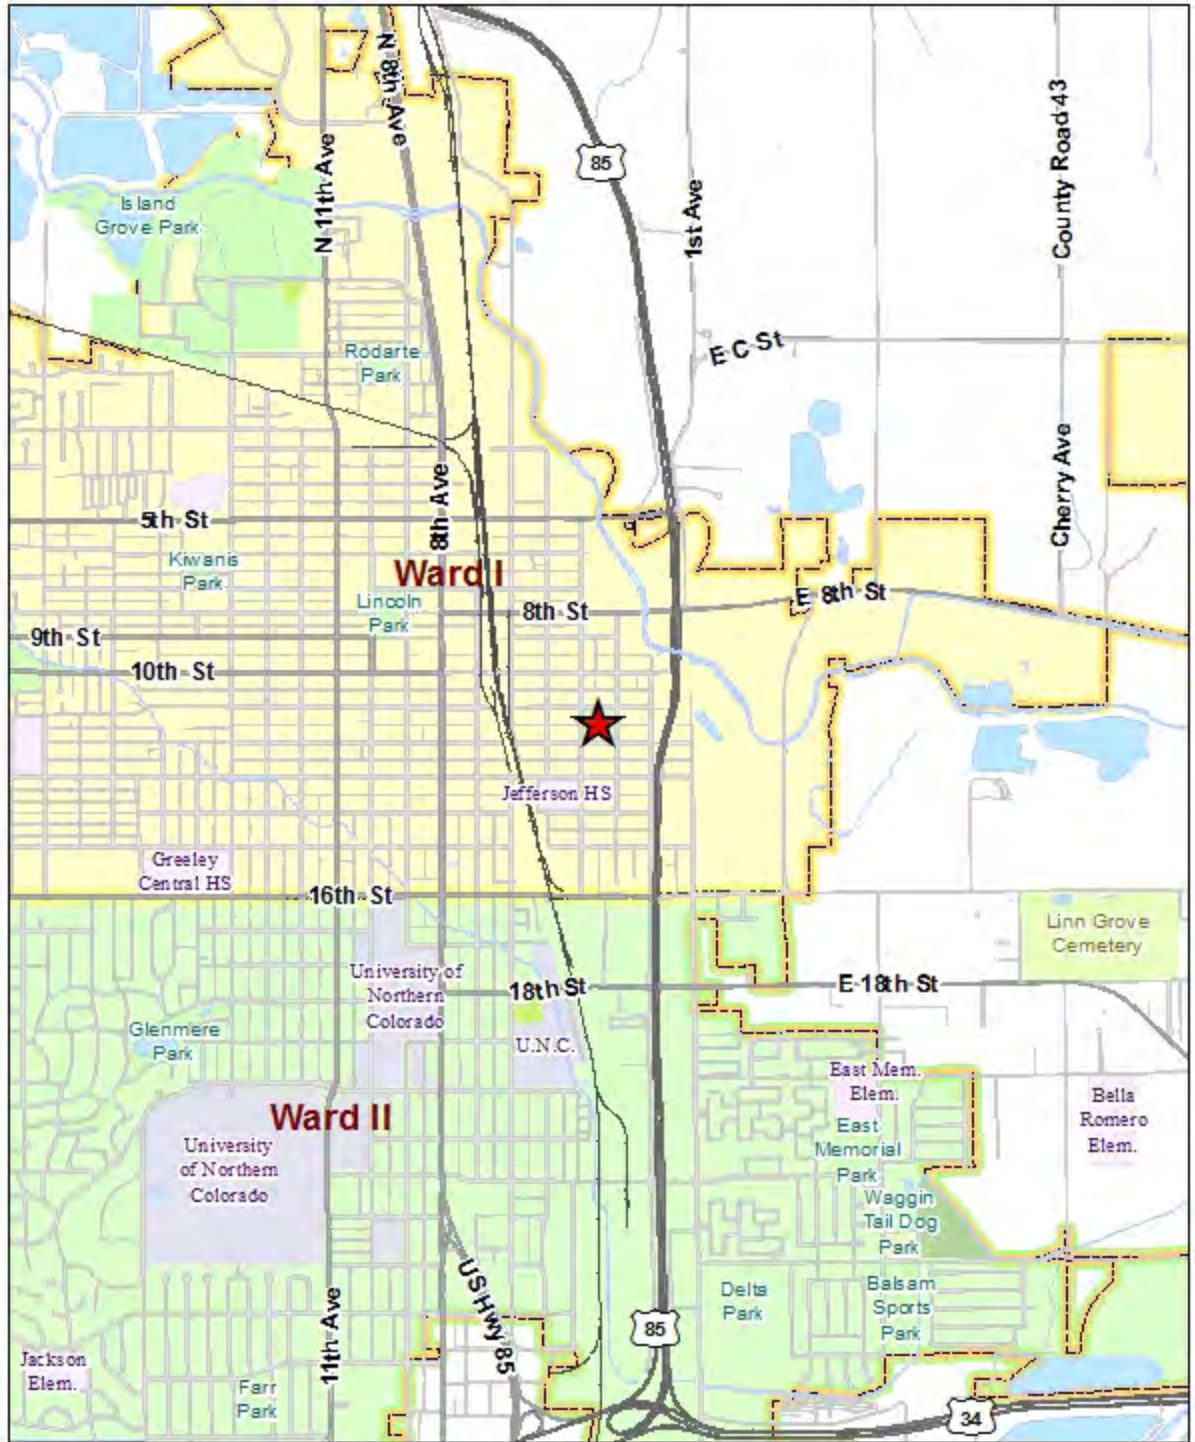 N 8th Ave
85
N 11th Ave
1st Ave
County Road 43
Island
Grove Park
E C St
Rodarte
Park
8th Ave
Cherry Ave
5th St
Kiwanis
Park
Ward I
Lincoln
Park
8th St
E 8th St
9th St
10th St
Jefferson HS
Greeley
Central HS
16th St
Linn Grove
Cemetery
University of
Northern
Colorado
18th St
E 18th St
Glenmere
Park
U.N.C.
East Mem.
Elem.
Bella
Romero
Elem.
Ward II
East
Memorial
Park
University
of Northern
Colorado
Waggin
Tail Dog
Park
US Hwy 85
Delta
Park
Balsam
Sports
Park
85
11th Ave
Jackson
Elem.
Farr
Park
34